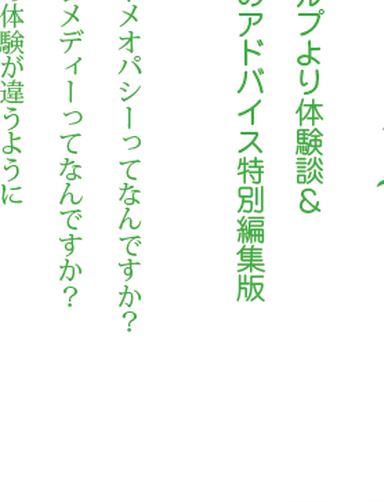 ルプより体験談＆
のアドバイス特別編集版
メオパシーってなんですか？
メディーってなんですか？
体験が違うように